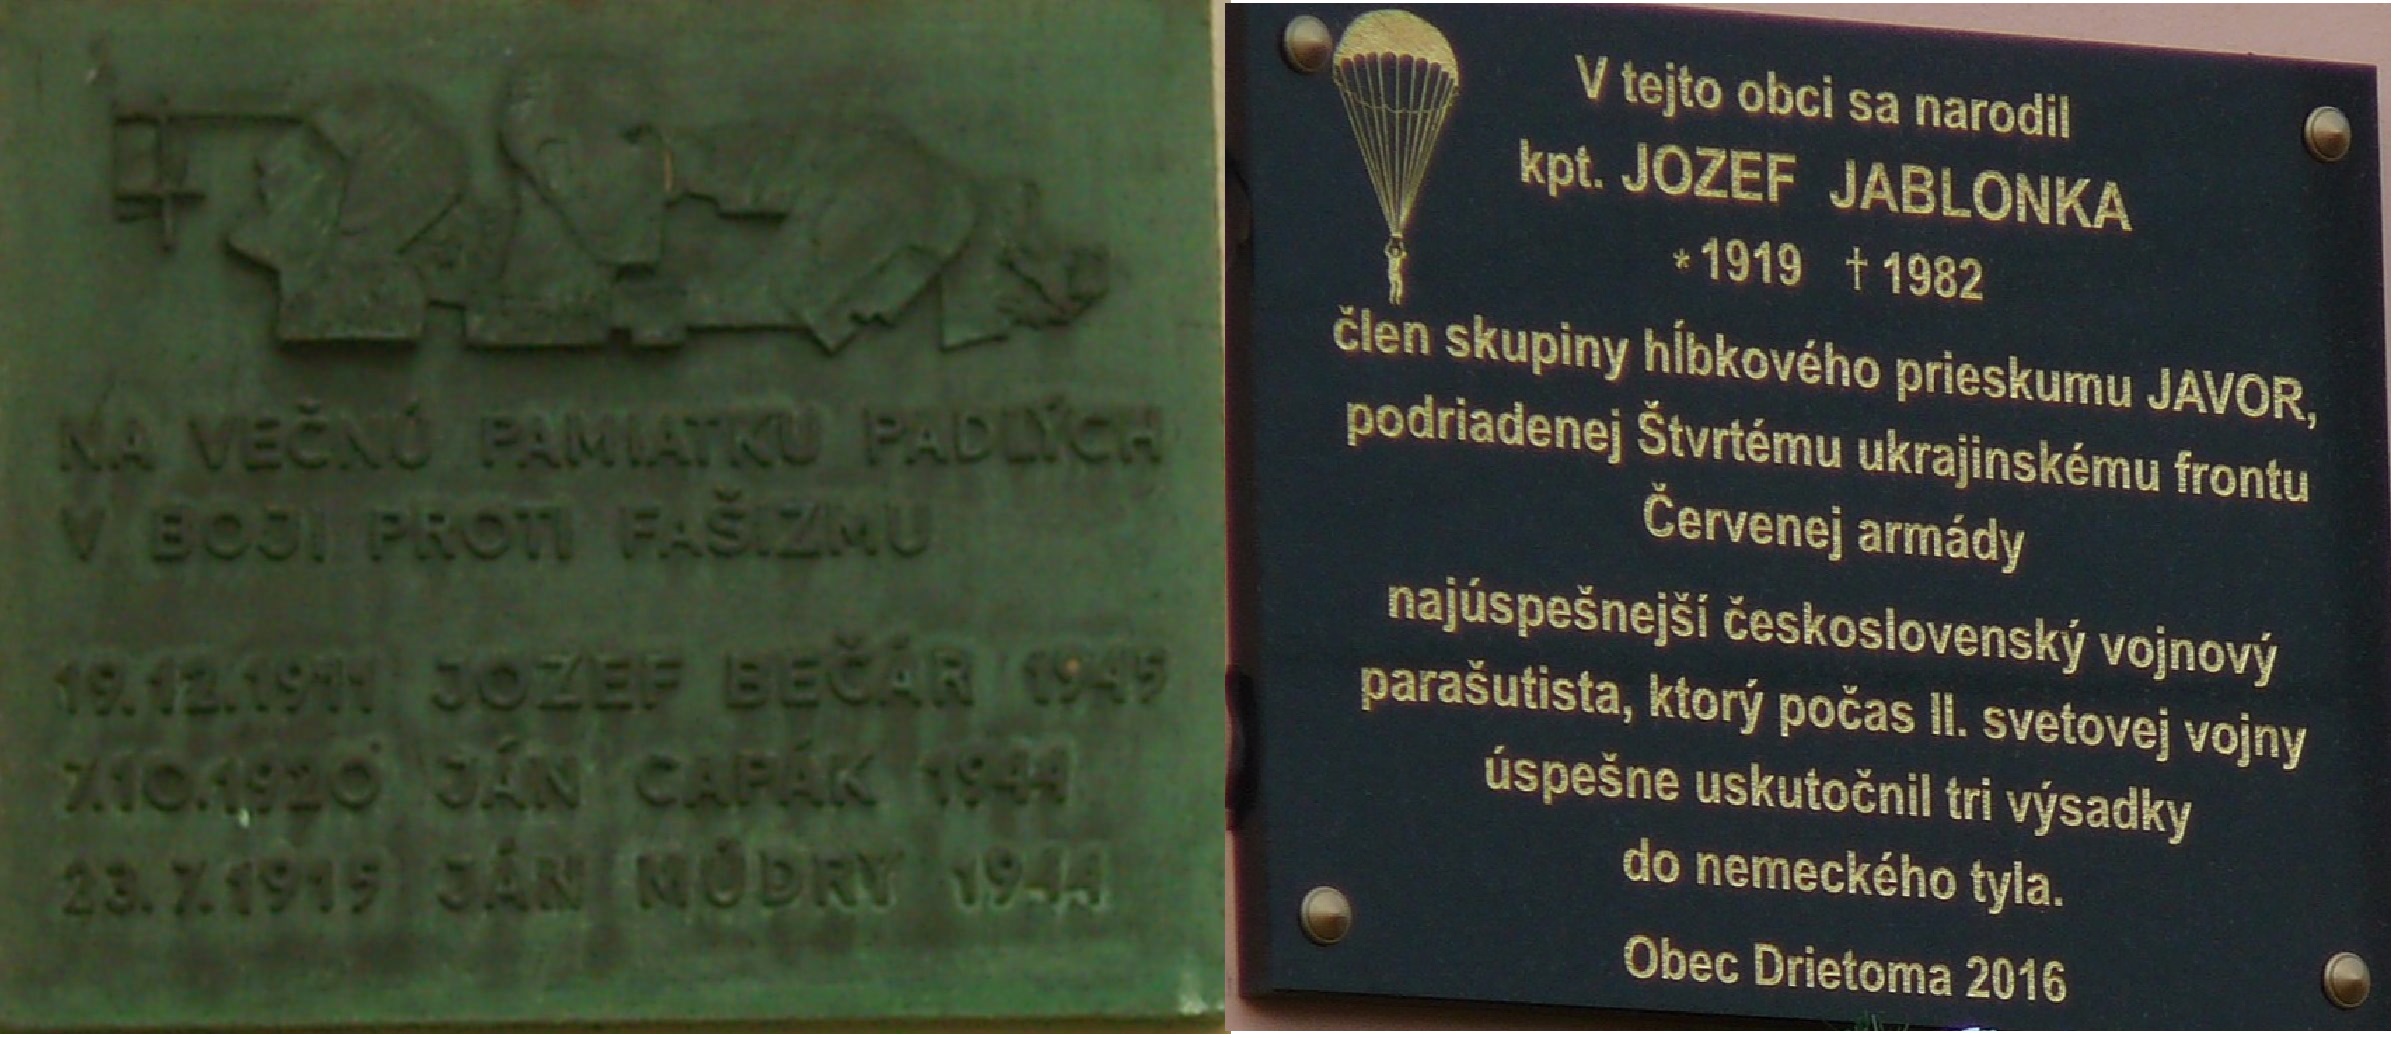 NA VEČNÚ PAMIATKU PADLÝCH
V BOJI PROTI FAŠIZMU
19.12.1911 JOZEF BEČÁR 1945
7.10.1920 JÁN CAPÁK 1944
23.7.1915 JÁN MÚDRY 1944
V tejto obci sa narodil
kpt. JOZEF JABLONKA
* 1919 † 1982
člen skupiny hĺbkového prieskumu JAVOR,
podriadenej Štvrtému ukrajinskému frontu
Červenej armády
najúspešnejší československý vojnový
parašutista, ktorý počas II. svetovej vojny
úspešne uskutočnil tri výsadky
do nemeckého tyla.
Obec Drietoma 2016